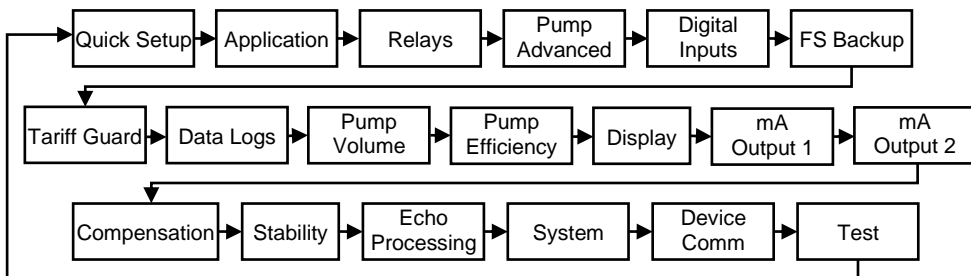 Quick Setup
Application
Relays
Pump
Advanced
Digital
Inputs
FS Backup
Tariff Guard
Data Logs
Pump
Volume
Pump
Efficiency
Display
mA
Output 1
mA
Output 2
Compensation
Stability
Echo
Processing
System
Device
Comm
Test